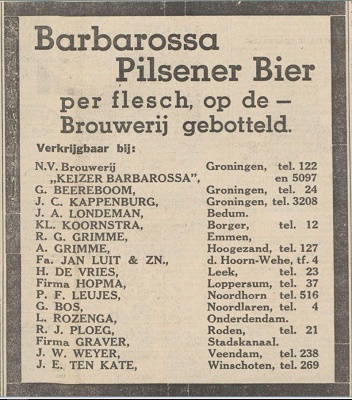 Barbarossa
Pilsener Bier
per flesch, op de —
Brouwerij gebotteld.
Verkrijgbaar bij:
N.V. Brouwerij Groningen, tel. 122
„KEIZER BARBAROSSA”, en 5097
G. BEEREBOOM, Groningen, tel. 24
J. C. KAPPENBURG, Groningen, tel. 3208
J. A. LONDEMAN, Bedum.
KL. KOORNSTRA, Borger, tel. 12
R. G. GRIMME, Emmen,
A. GRIMME, Hoogezand, tel. 127
Fa. JAN LUIT & ZN., d. Hoorn-Wehe, tf. 4
H. DE VRIES, Leek, tel. 23
Firma HOPMA, Loppersum, tel. 37
P. F. LEUJES, Noordhorn tel. 516
G. BOS, Noordlaren, tel. 4
L. ROZENGA, Onderdendam.
R. J. PLOEG, Roden, tel. 21
Firma GRAVER, Stadskanaal.
J. W. WEYER, Veendam, tel. 238
J. E. TEN KATE, Winschoten, tel. 269